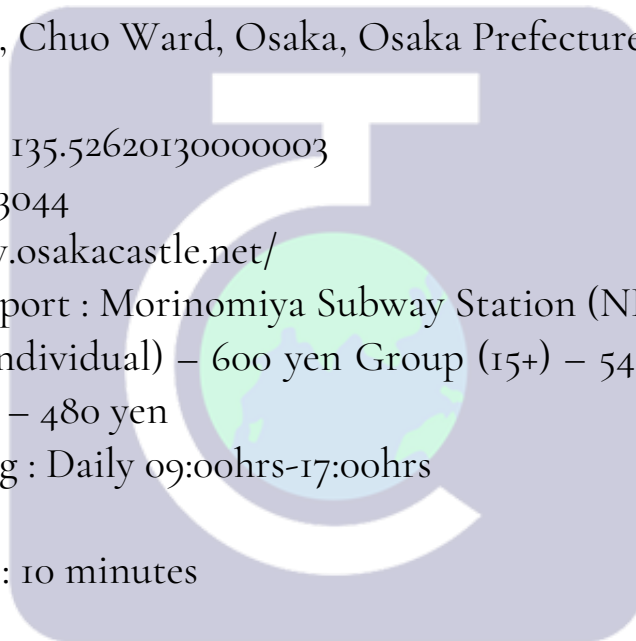 , Chuo Ward, Osaka, Osaka Prefecture
135.52620130000003
3044
.osakacastle.net/
port : Morinomiya Subway Station
ndividual) – 600 yen Group (15+) – 54
– 480 yen
g : Daily 09:00hrs-17:00hrs
: 10 minutes